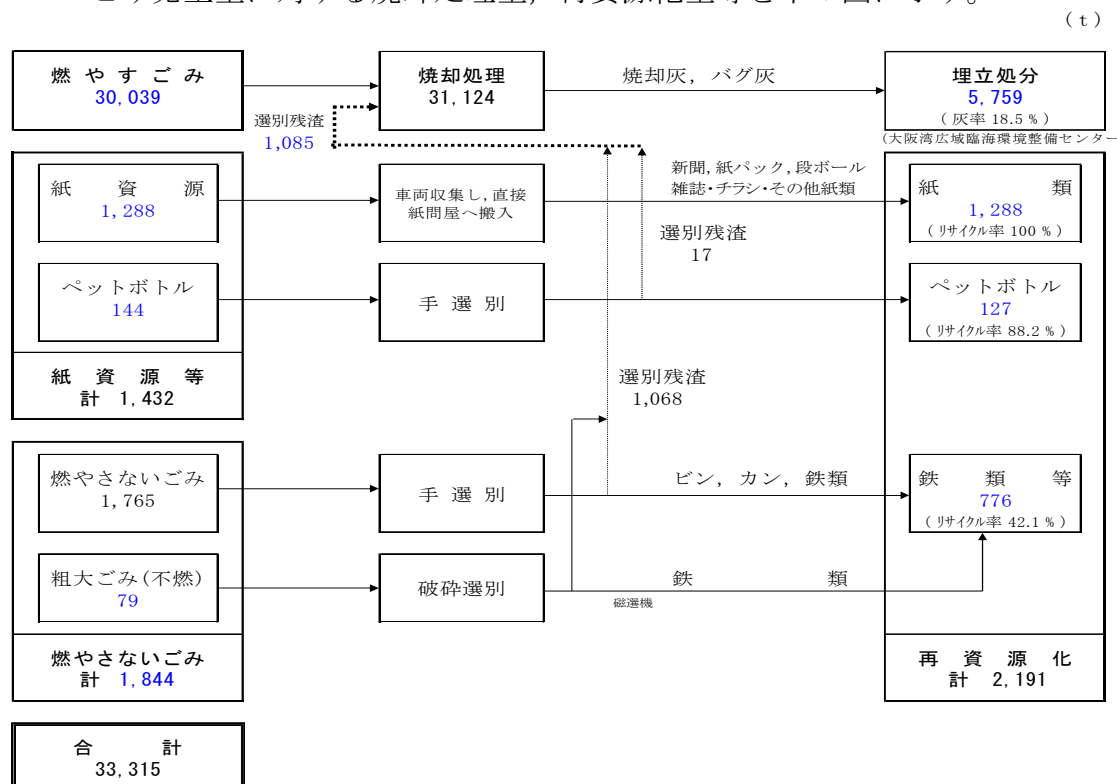 (t)
燃やすごみ
30,039
焼却処理
31,124
焼却灰, バグ灰
埋立処分
5,759
(灰率 18.5%)
(大阪湾広域臨海環境整備センター
選別残渣
1,085
紙資源
1,288
車両収集し,直接
紙問屋へ搬入
新聞,紙パック,段ボール
雑誌・チラシ・その他紙類
紙類
1,288
(リサイクル率 100%)
選別残渣
17
ペットボトル
144
手選別
ペットボトル
127
(リサイクル率 88.2%)
紙資源等
計 1,432
選別残渣
1,068
燃やさないごみ
1,765
手選別
ビン, カン, 鉄類
鉄類等
776
(リサイクル率 42.1%)
粗大ごみ(不燃)
79
破砕選別
鉄類
磁選機
燃やさないごみ
計 1,844
再資源化
計 2,191
合計
33,315